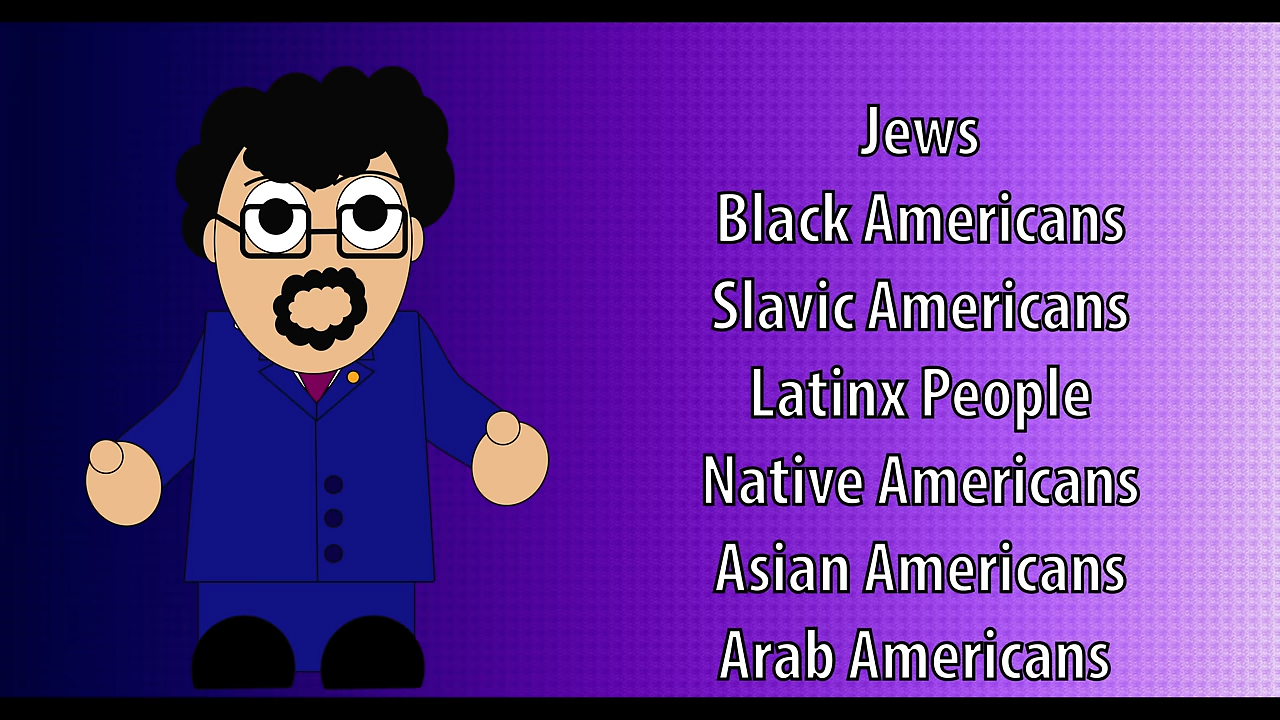 Jews
Black Americans
Slavic Americans
Latinx People
Native Americans
Asian Americans
Arab Americans